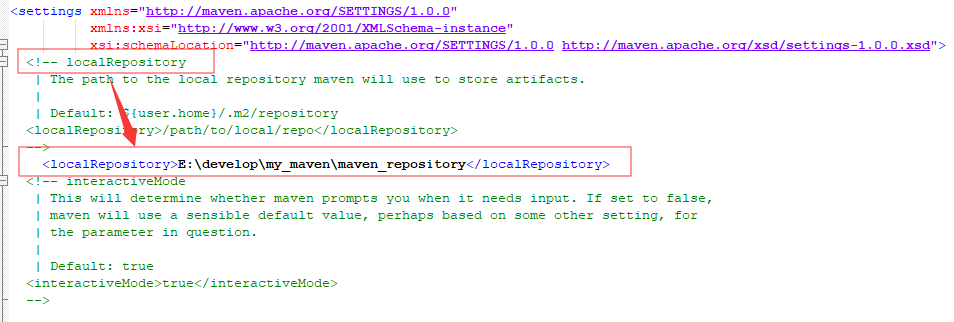 <settings xmlns="http://maven.apache.org/SETTINGS/1.0.0"
xmlns:xsi="http://www.w3.org/2001/XMLSchema-instance"
xsi:schemaLocation="http://maven.apache.org/SETTINGS/1.0.0 http://maven.apache.org/xsd/settings-1.0.0.xsd">
<!-- localRepository
| The path to the local repository maven will use to store artifacts.
|
| Default: ${user.home}/.m2/repository
<localRepository>/path/to/local/repo</localRepository>
-->
<localRepository>E:\develop\my_maven\maven_repository</localRepository>
<!-- interactiveMode
| This will determine whether maven prompts you when it needs input. If set to false,
| maven will use a sensible default value, perhaps based on some other setting, for
| the parameter in question.
|
| Default: true
<interactiveMode>true</interactiveMode>
-->